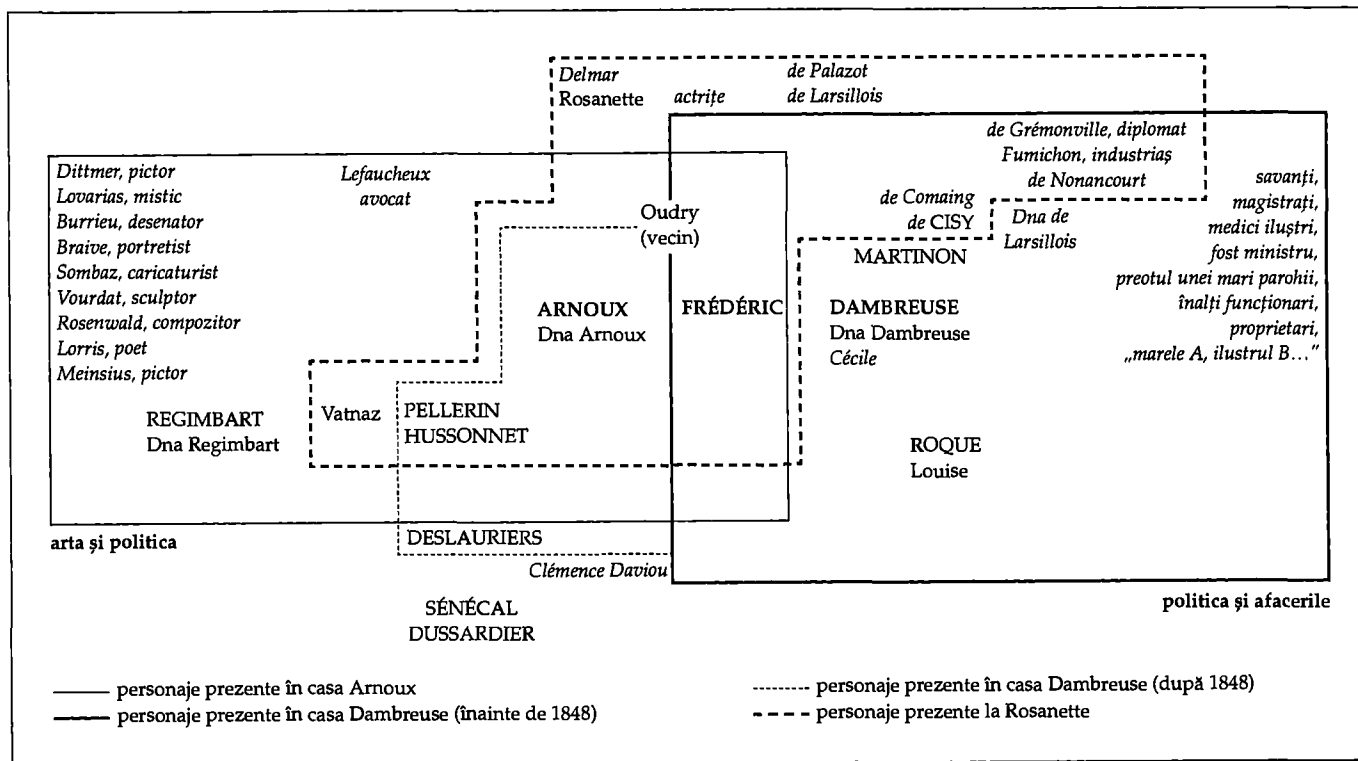 Delmar
Rosanette
actrițe
de Palazot
de Larsillois
de Grémonville, diplomat
Fumichon, industriaș
de Nonancourt
Dittmer, pictor
Lovarias, mistic
Burrieu, desenator
Braive, portretist
Sombaz, caricaturist
Vourdat, sculptor
Rosenwald, compozitor
Lorris, poet
Meinsius, pictor
Lefaucheux
avocat
Oudry
(vecin)
de Comaing
de CISY
Dna de
Larsillois
savanți,
magistrați,
medici iluștri,
fost ministru,
preotul unei mari parohii,
înalți funcționari,
proprietari,
„marele A, ilustrul B…”
MARTINON
ARNOUX
Dna Arnoux
FRÉDÉRIC
DAMBREUSE
Dna Dambreuse
Cécile
REGIMBART
Dna Regimbart
Vatnaz
PELLERIN
HUSSONNET
ROQUE
Louise
arta și politica
DESLAURIERS
Clémence Daviou
SÉNÉCAL
DUSSARDIER
politica și afacerile
personaje prezente în casa Arnoux
personaje prezente în casa Dambreuse (înainte de 1848)
personaje prezente în casa Dambreuse (după 1848)
personaje prezente la Rosanette